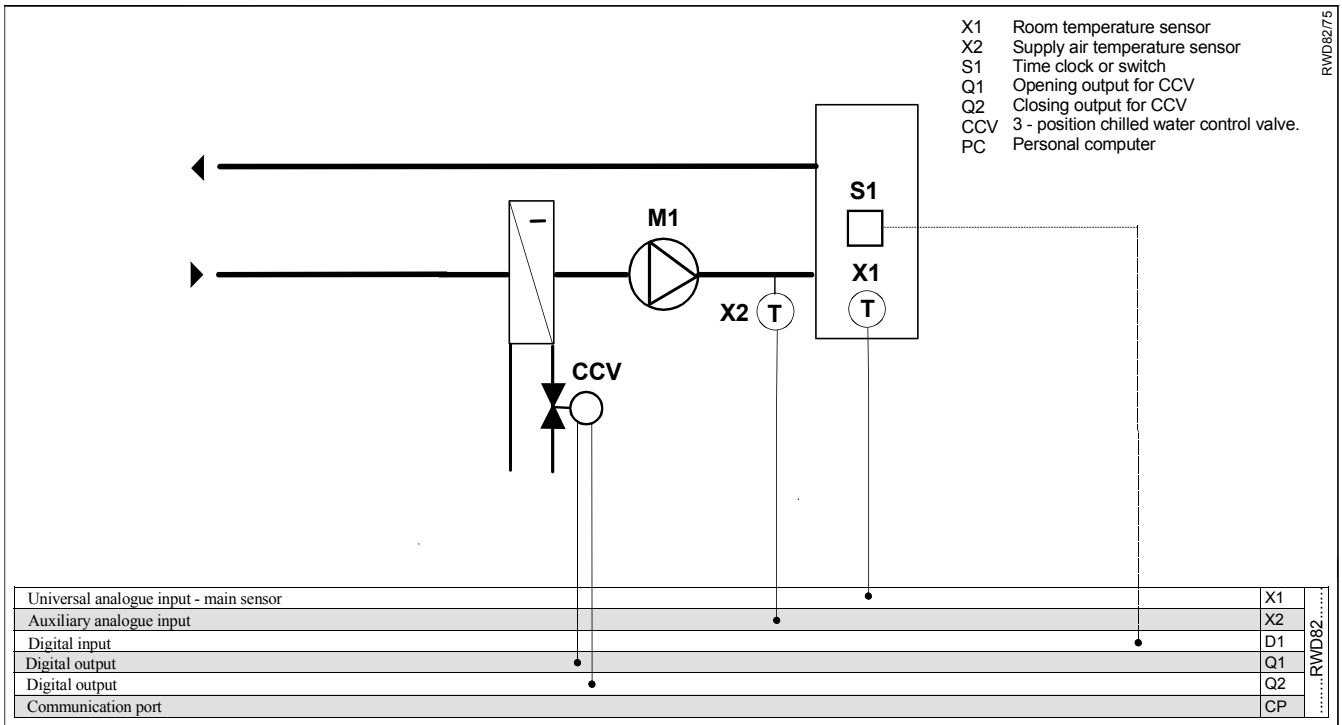 X1 Room temperature sensor
X2 Supply air temperature sensor
S1 Time clock or switch
Q1 Opening output for CCV
Q2 Closing output for CCV
CCV 3 - position chilled water control valve.
PC Personal computer
RWD82/75
S1
M1
X1
X2 T
T
CCV
Universal analogue input - main sensor X1
Auxiliary analogue input X2
Digital input D1
Digital output Q1
Digital output Q2
Communication port CP
........RWD82......